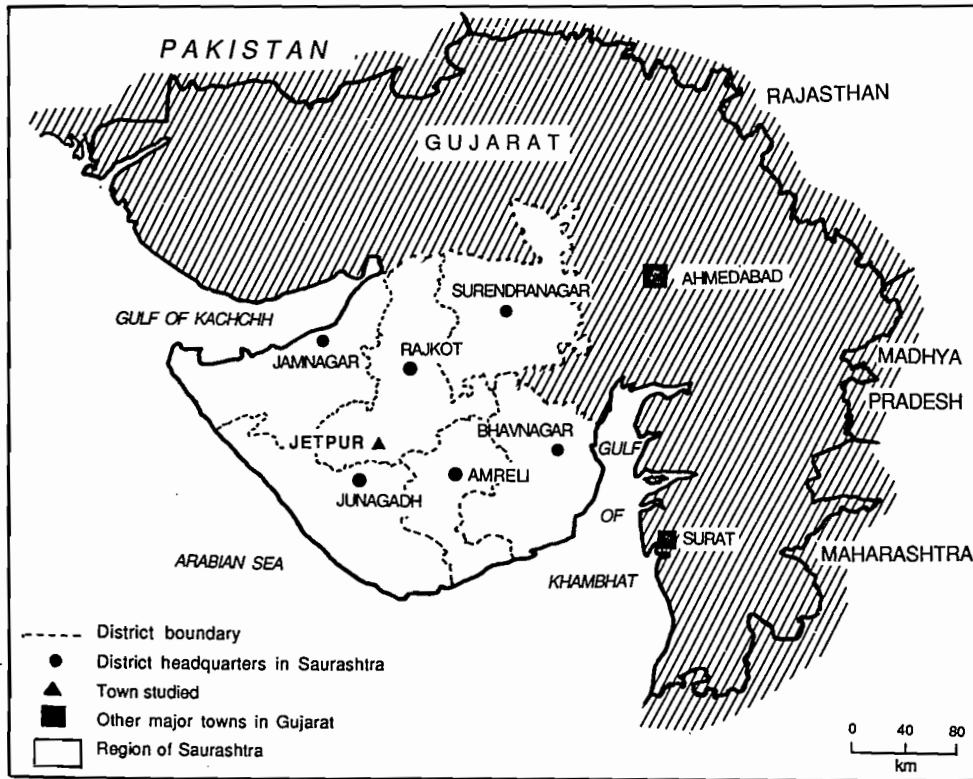 PAKISTAN
RAJASTHAN
GUJARAT
AHMEDABAD
SURENDRANAGAR
GULF OF KACHCHH
JAMNAGAR
RAJKOT
MADHYA
PRADESH
JETPUR
BHAVNAGAR
GULF
JUNAGADH
AMRELI
OF
SURAT
ARABIAN SEA
KHAMBHAT
MAHARASHTRA
District boundary
District headquarters in Saurashtra
Town studied
Other major towns in Gujarat
Region of Saurashtra
0 40 80
km